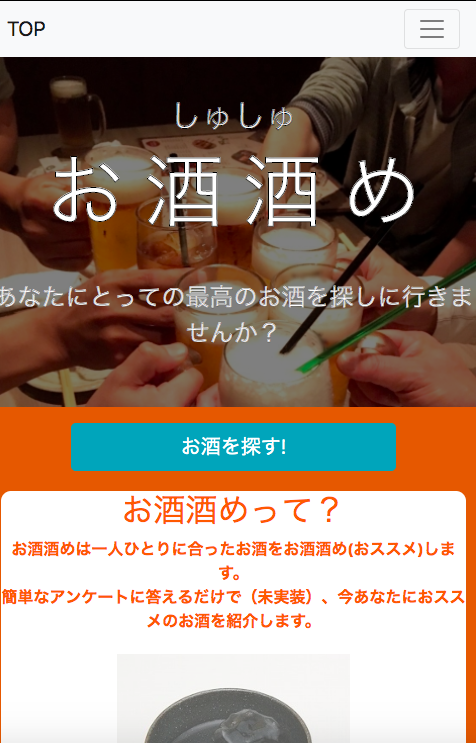 TOP
しゅしゅ
お酒酒め
あなたにとっての最高のお酒を探しに行きま
せんか？
お酒を探す!
お酒酒めって？
お酒酒めは一人ひとりに合ったお酒をお酒酒め(おススメ)しま
す。
簡単なアンケートに答えるだけで（未実装）、今あなたにおスス
メのお酒を紹介します。